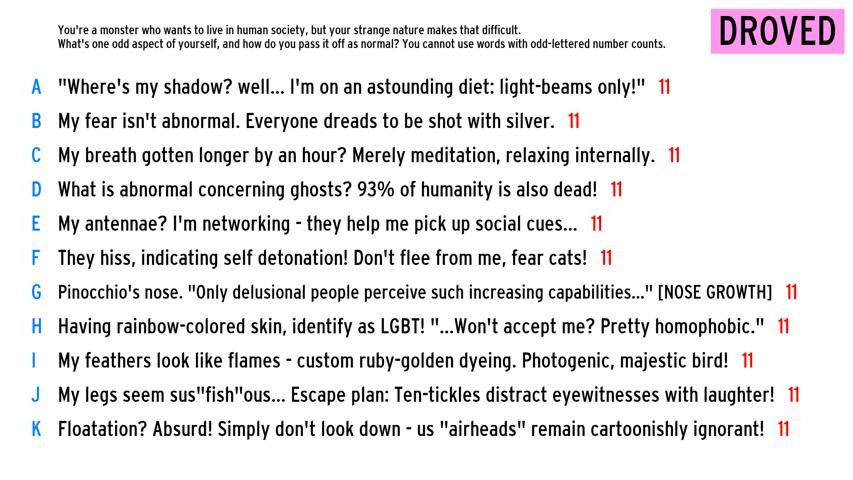 You're a monster who wants to live in human society, but your strange nature makes that difficult.
What's one odd aspect of yourself, and how do you pass it off as normal? You cannot use words with odd-lettered number counts.
DROVED
A "Where's my shadow? well... I'm on an astounding diet: light-beams only!" 11
B My fear isn't abnormal. Everyone dreads to be shot with silver. 11
C My breath gotten longer by an hour? Merely meditation, relaxing internally. 11
D What is abnormal concerning ghosts? 93% of humanity is also dead! 11
E My antennae? I'm networking - they help me pick up social cues... 11
F They hiss, indicating self detonation! Don't flee from me, fear cats! 11
G Pinocchio's nose. "Only delusional people perceive such increasing capabilities..." [NOSE GROWTH] 11
H Having rainbow-colored skin, identify as LGBT! "...Won't accept me? Pretty homophobic." 11
I My feathers look like flames - custom ruby-golden dyeing. Photogenic, majestic bird! 11
J My legs seem sus"fish"ous... Escape plan: Ten-tickles distract eyewitnesses with laughter! 11
K Floatation? Absurd! Simply don't look down - us "airheads" remain cartoonishly ignorant! 11